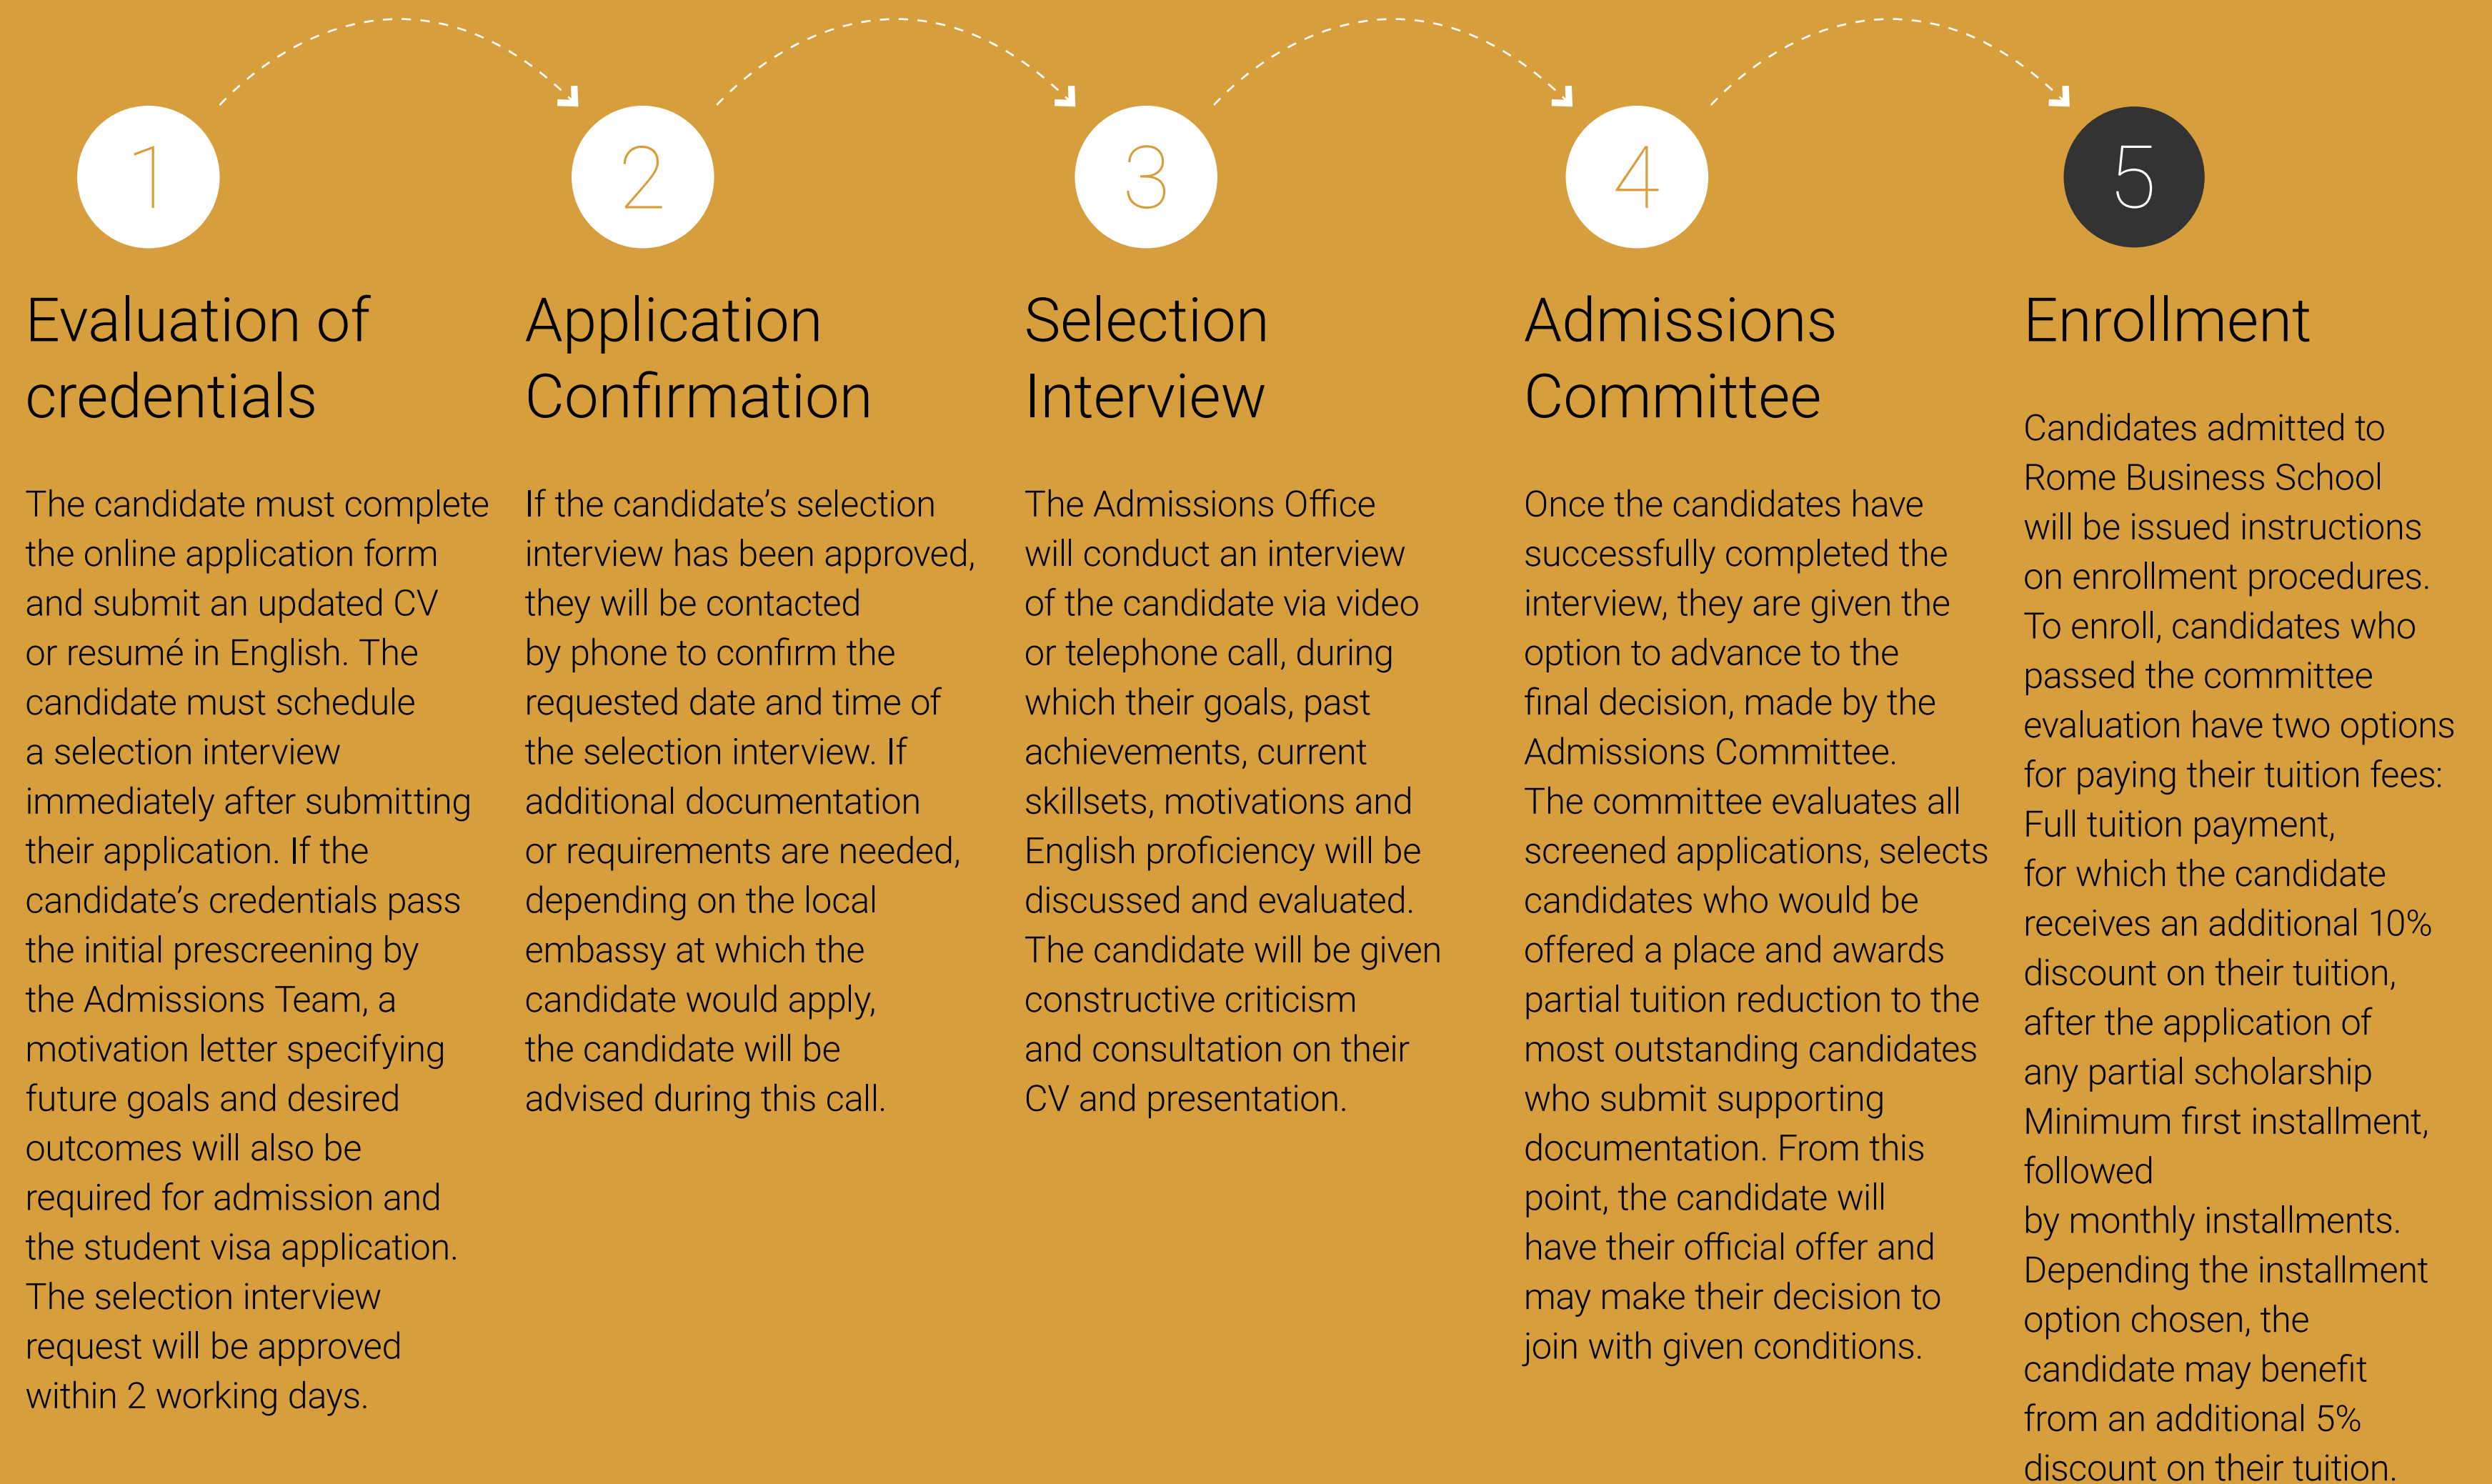 1
2
3
4
5
Evaluation of
credentials
The candidate must complete
the online application form
and submit an updated CV
or resumé in English. The
candidate must schedule
a selection interview
immediately after submitting
their application. If the
candidate’s credentials pass
the initial prescreening by
the Admissions Team, a
motivation letter specifying
future goals and desired
outcomes will also be
required for admission and
the student visa application.
The selection interview
request will be approved
within 2 working days.
Application
Confirmation
If the candidate’s selection
interview has been approved,
they will be contacted
by phone to confirm the
requested date and time of
the selection interview. If
additional documentation
or requirements are needed,
depending on the local
embassy at which the
candidate would apply,
the candidate will be
advised during this call.
Selection
Interview
The Admissions Office
will conduct an interview
of the candidate via video
or telephone call, during
which their goals, past
achievements, current
skillsets, motivations and
English proficiency will be
discussed and evaluated.
The candidate will be given
constructive criticism
and consultation on their
CV and presentation.
Admissions
Committee
Once the candidates have
successfully completed the
interview, they are given the
option to advance to the
final decision, made by the
Admissions Committee.
The committee evaluates all
screened applications, selects
candidates who would be
offered a place and awards
partial tuition reduction to the
most outstanding candidates
who submit supporting
documentation. From this
point, the candidate will
have their official offer and
may make their decision to
join with given conditions.
Enrollment
Candidates admitted to
Rome Business School
will be issued instructions
on enrollment procedures.
To enroll, candidates who
passed the committee
evaluation have two options
for paying their tuition fees:
Full tuition payment,
for which the candidate
receives an additional 10%
discount on their tuition,
after the application of
any partial scholarship
Minimum first installment,
followed
by monthly installments.
Depending the installment
option chosen, the
candidate may benefit
from an additional 5%
discount on their tuition.